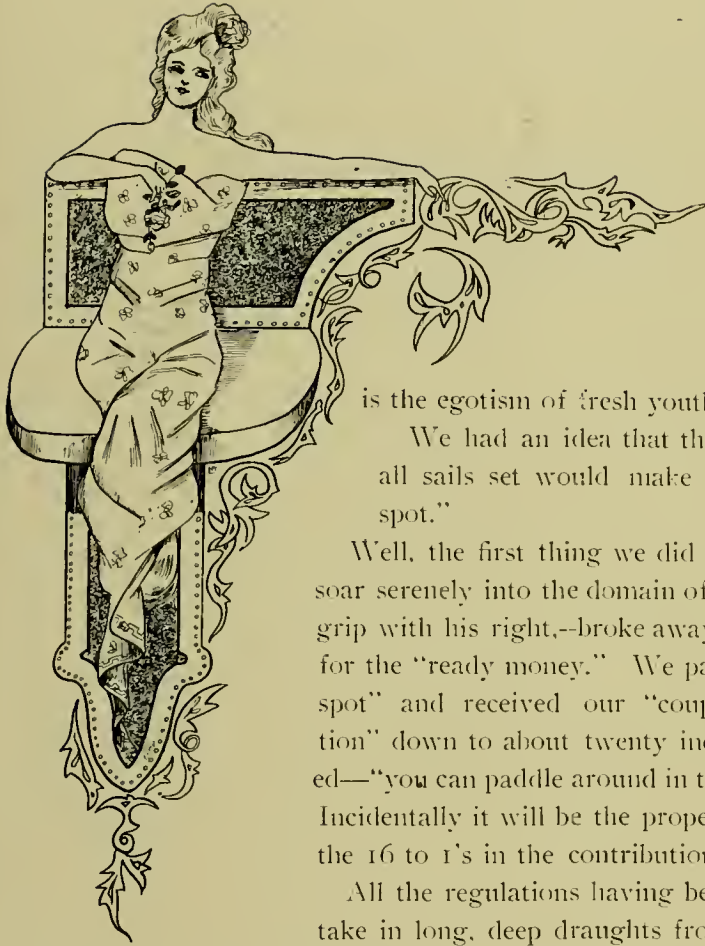 is the egotism of fresh youth
We had an idea that th
all sails set would make
spot."
Well, the first thing we did
soar serenely into the domain of
grip with his right,--broke away
for the "ready money." We pa
spot" and received our "coup
tion" down to about twenty inc
ed—"you can paddle around in t
Incidentally it will be the prope
the 16 to 1's in the contribution
All the regulations having be
take in long, deep draughts fro